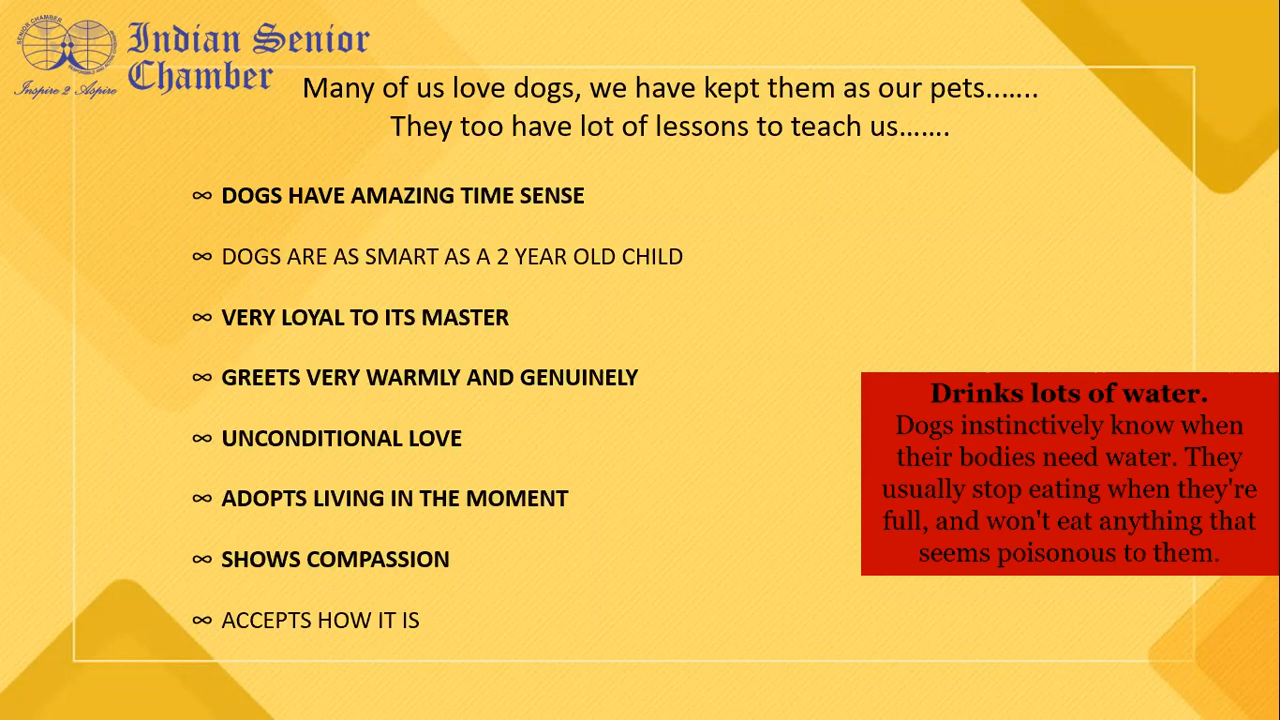 Indian Senior
Chamber
Inspire 2 Aspire
SENIOR CHAMBER
Many of us love dogs, we have kept them as our pets.......
They too have lot of lessons to teach us.......
∞ DOGS HAVE AMAZING TIME SENSE
∞ DOGS ARE AS SMART AS A 2 YEAR OLD CHILD
∞ VERY LOYAL TO ITS MASTER
∞ GREETS VERY WARMLY AND GENUINELY
∞ UNCONDITIONAL LOVE
∞ ADOPTS LIVING IN THE MOMENT
∞ SHOWS COMPASSION
∞ ACCEPTS HOW IT IS
Drinks lots of water.
Dogs instinctively know when
their bodies need water. They
usually stop eating when they're
full, and won't eat anything that
seems poisonous to them.